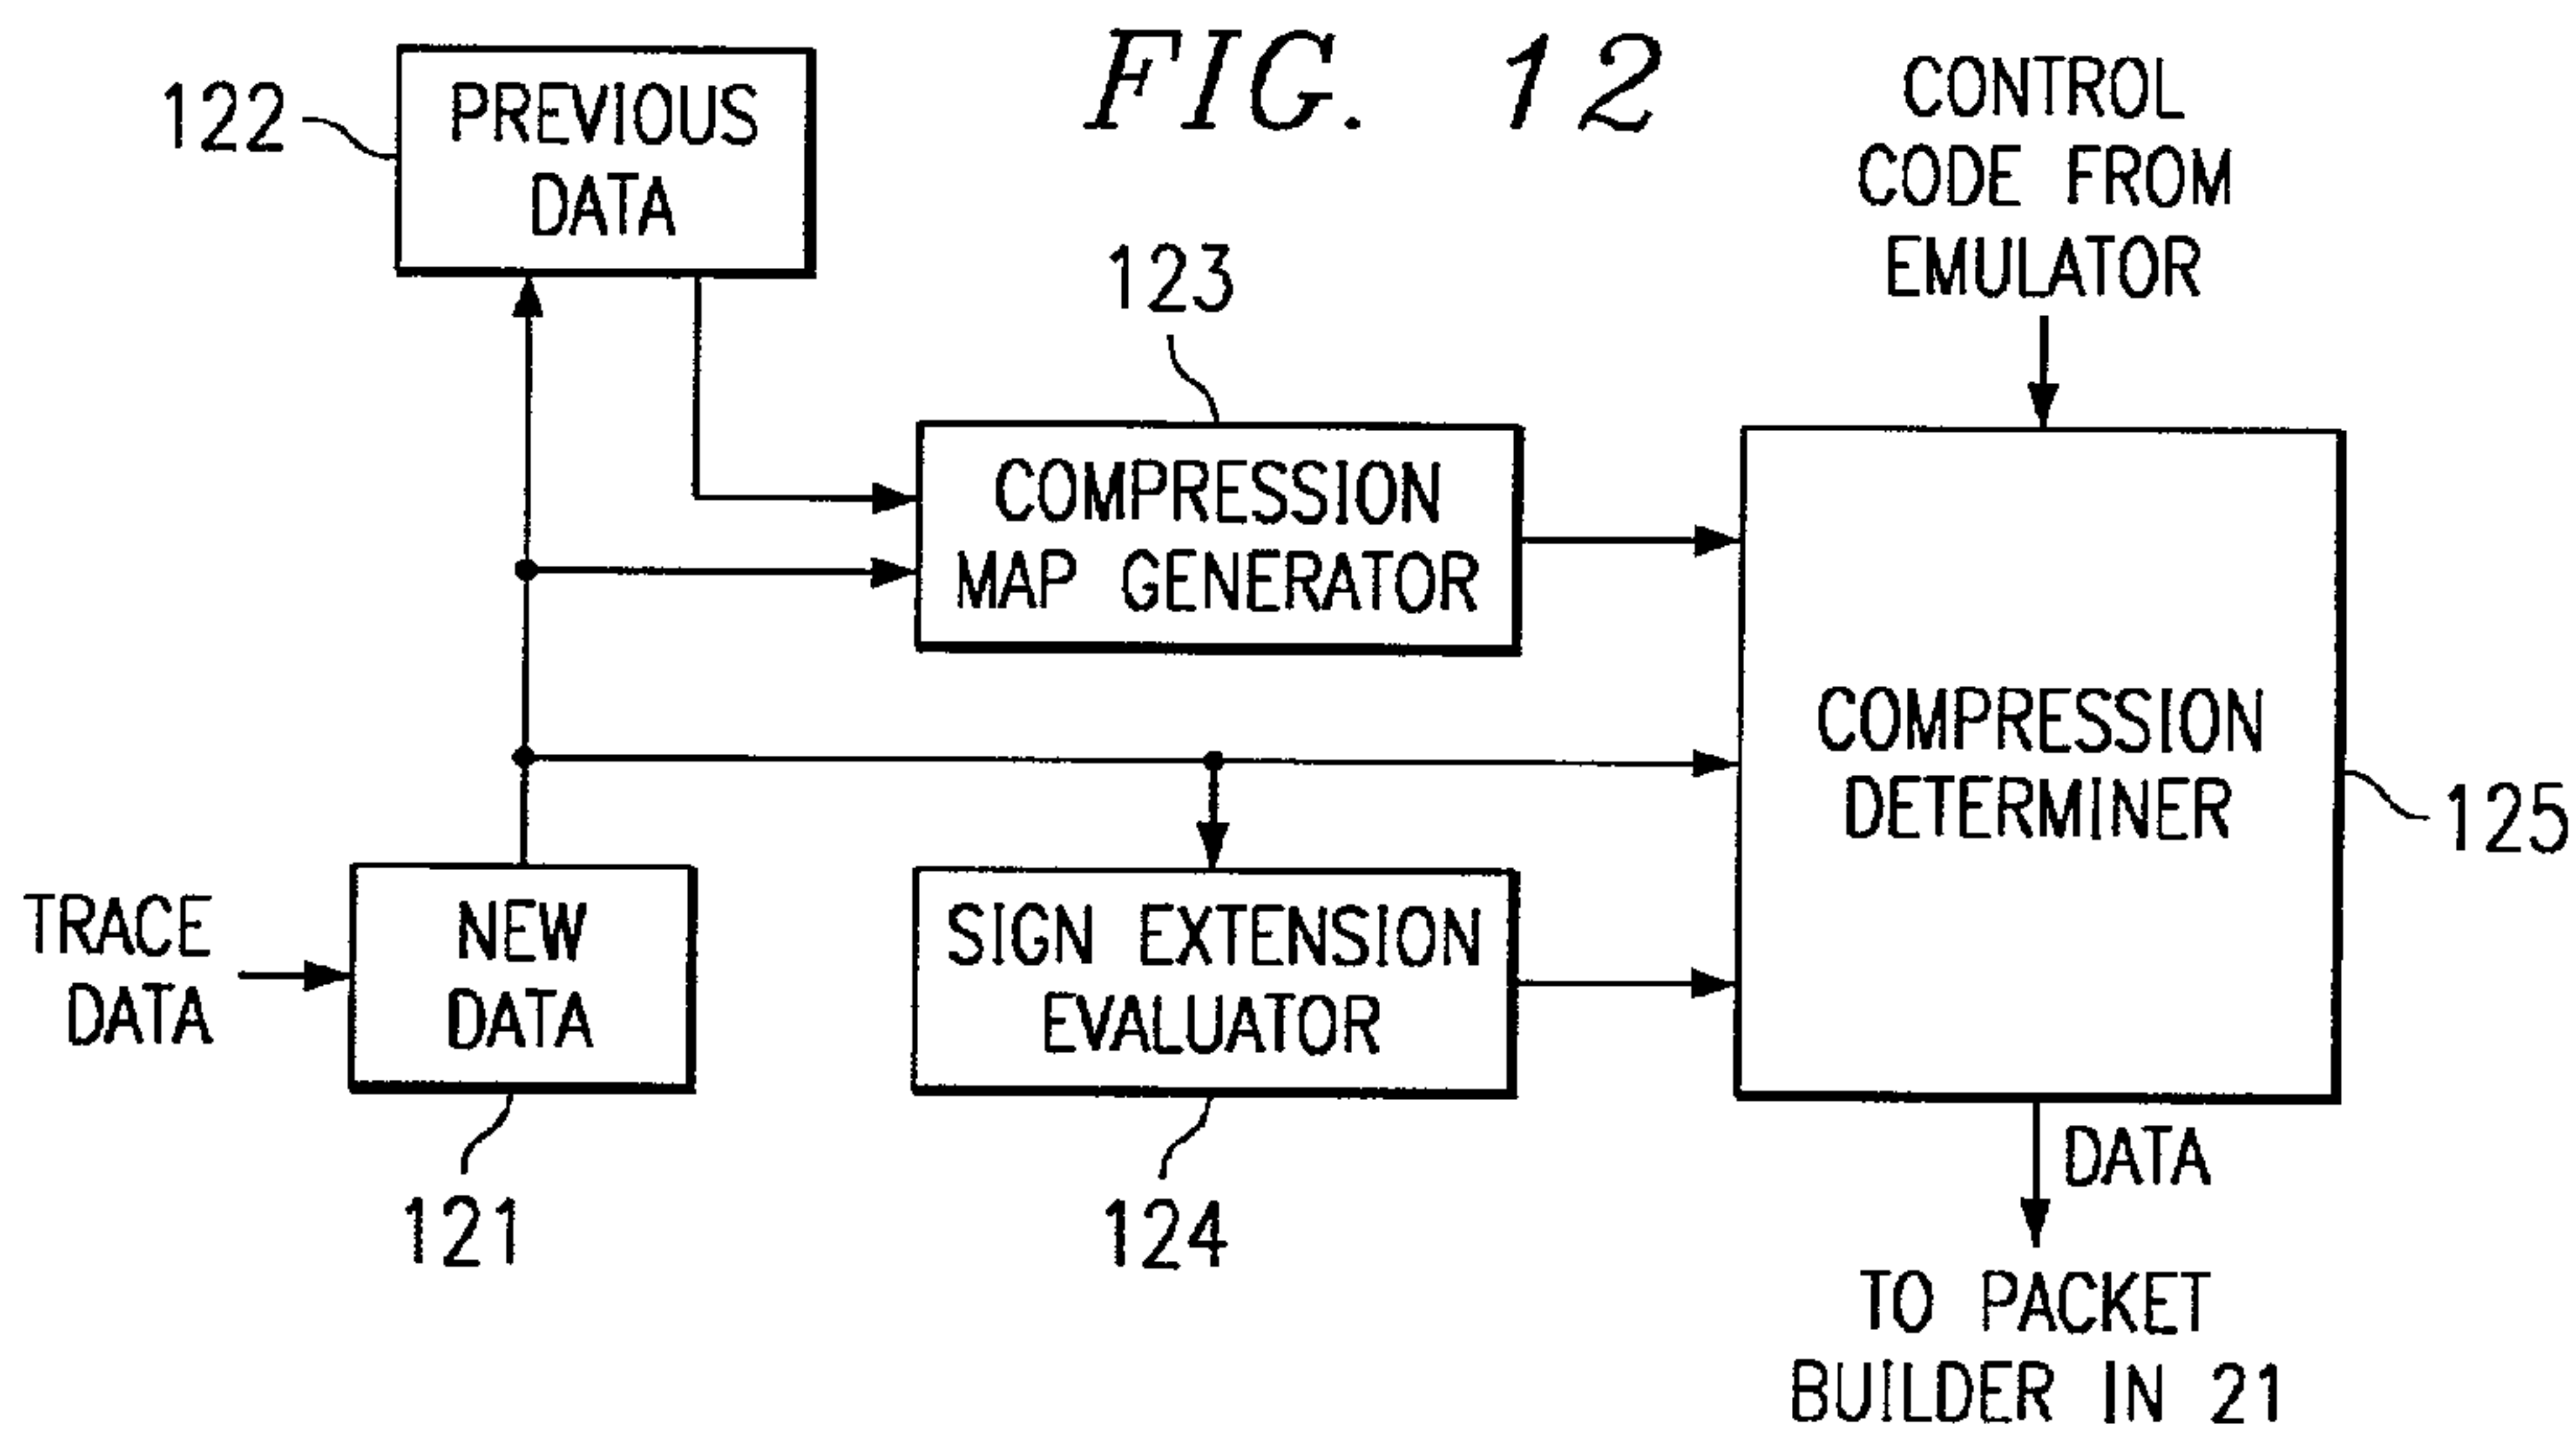 FIG. 12
122
PREVIOUS
DATA
CONTROL
CODE FROM
EMULATOR
123
COMPRESSION
MAP GENERATOR
COMPRESSION
DETERMINER
125
TRACE
DATA
NEW
DATA
121
SIGN EXTENSION
EVALUATOR
124
DATA
TO PACKET
BUILDER IN 21